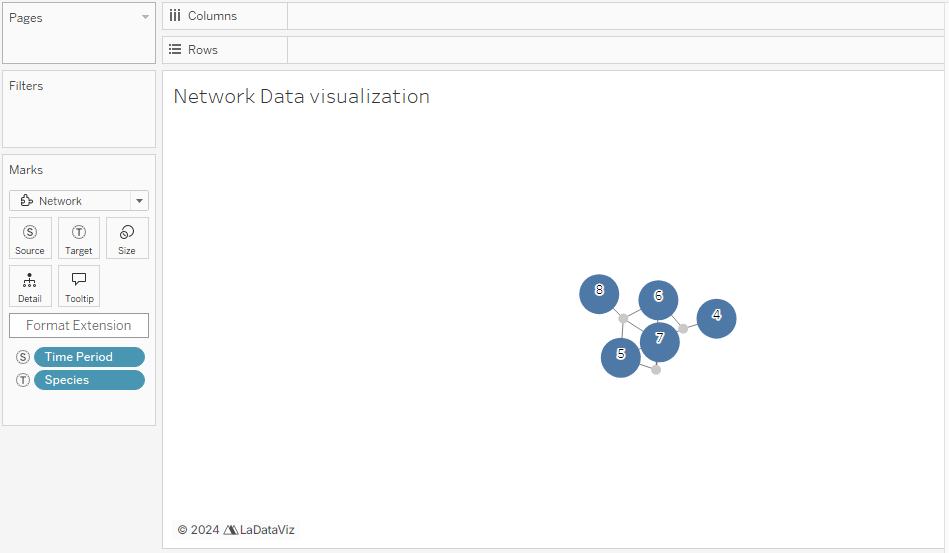 Pages
Columns
Rows
Filters
Network Data visualization
Marks
Network
S
T
Source
Target
Size
Detail
Tooltip
Format Extension
S
Time Period
T
Species
8
6
4
7
5
© 2024 LaDataViz